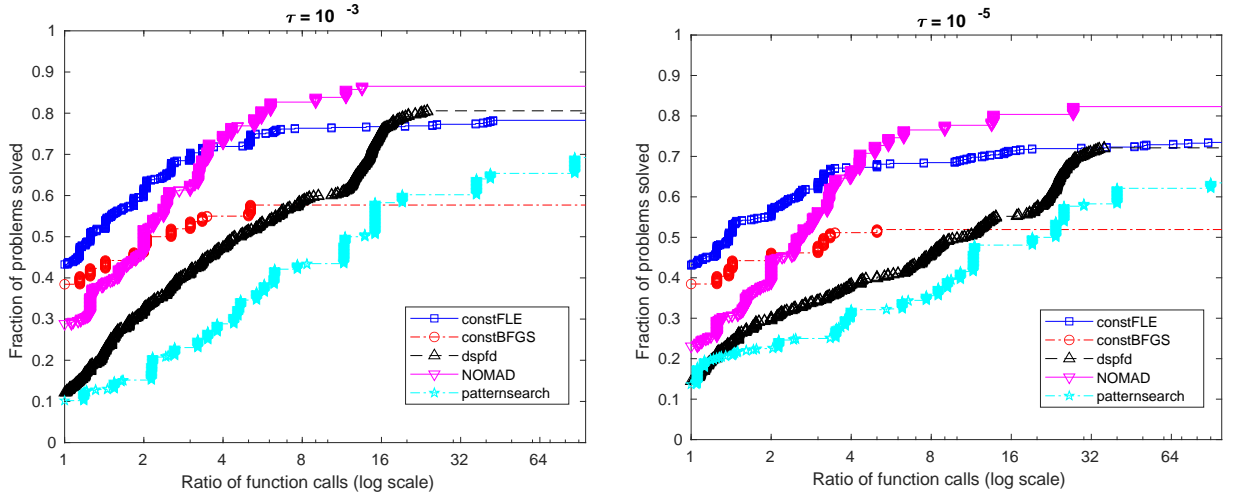 τ = 10 -3
Fraction of problems solved
1
0.9
0.8
0.7
0.6
0.5
0.4
0.3
0.2
0.1
0
constFLE
constBFGS
dspfd
NOMAD
patternsearch
1 2 4 8 16 32 64
Ratio of function calls (log scale)
τ = 10 -5
Fraction of problems solved
1
0.9
0.8
0.7
0.6
0.5
0.4
0.3
0.2
0.1
0
constFLE
constBFGS
dspfd
NOMAD
patternsearch
1 2 4 8 16 32 64
Ratio of function calls (log scale)